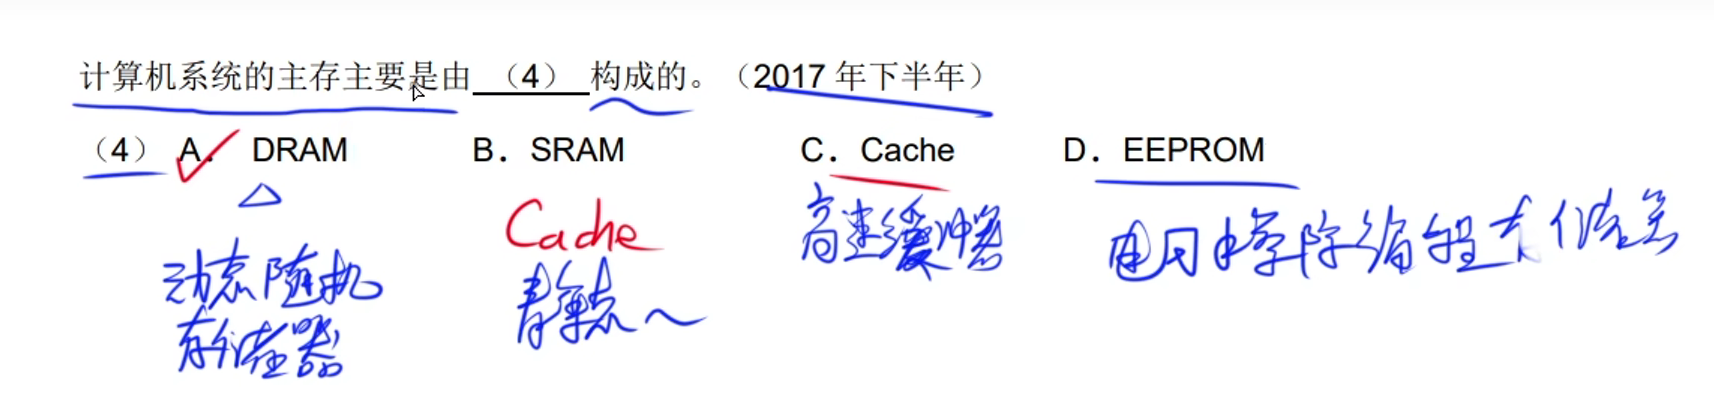 计算机系统的主存主要是由 （4） 构成的。（2017 年下半年）
（4） A． DRAM B．SRAM C．Cache D．EEPROM
Cache
高速缓冲器
动态随机
存储器
静态～
电可擦除编程存储器